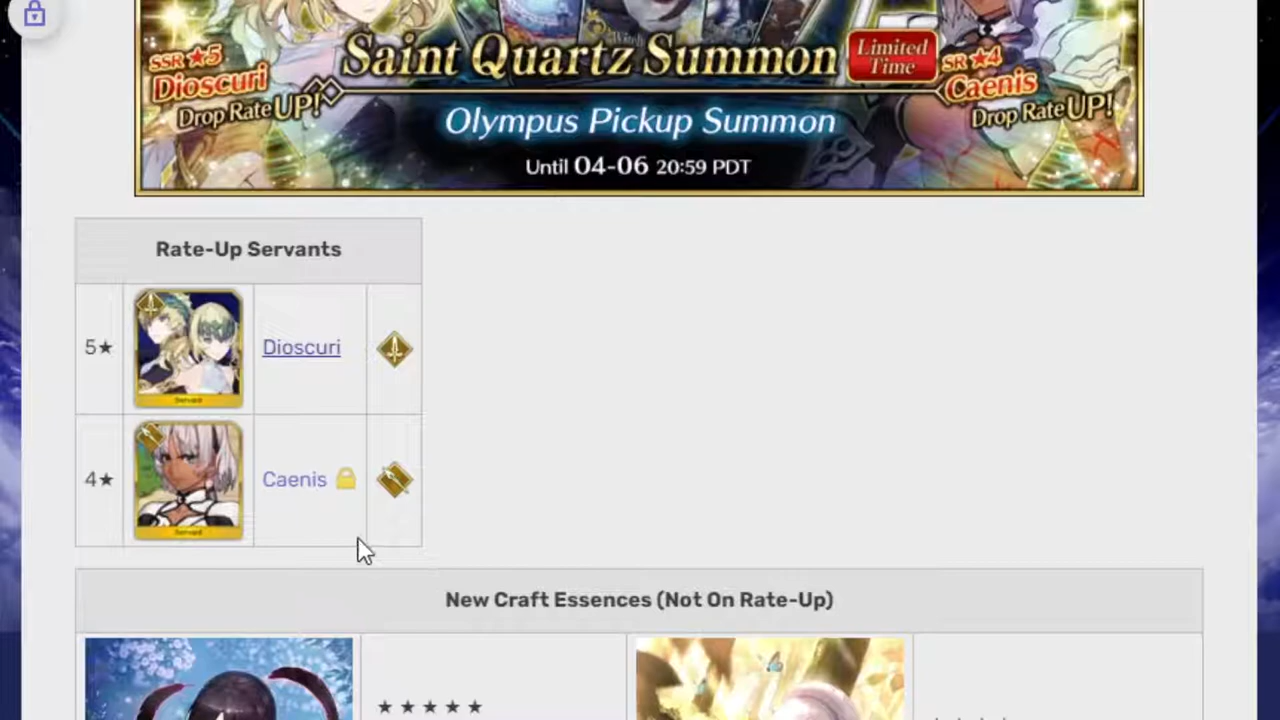 Saint Quartz Summon
Limited
Time
SSR ★5
Dioscuri
Drop Rate UP!
SR ★4
Caenis
Drop Rate UP!
Olympus Pickup Summon
Until 04-06 20:59 PDT
Rate-Up Servants
5★
Dioscuri
Servant
4★
Caenis
Servant
New Craft Essences (Not On Rate-Up)
★ ★ ★ ★ ★